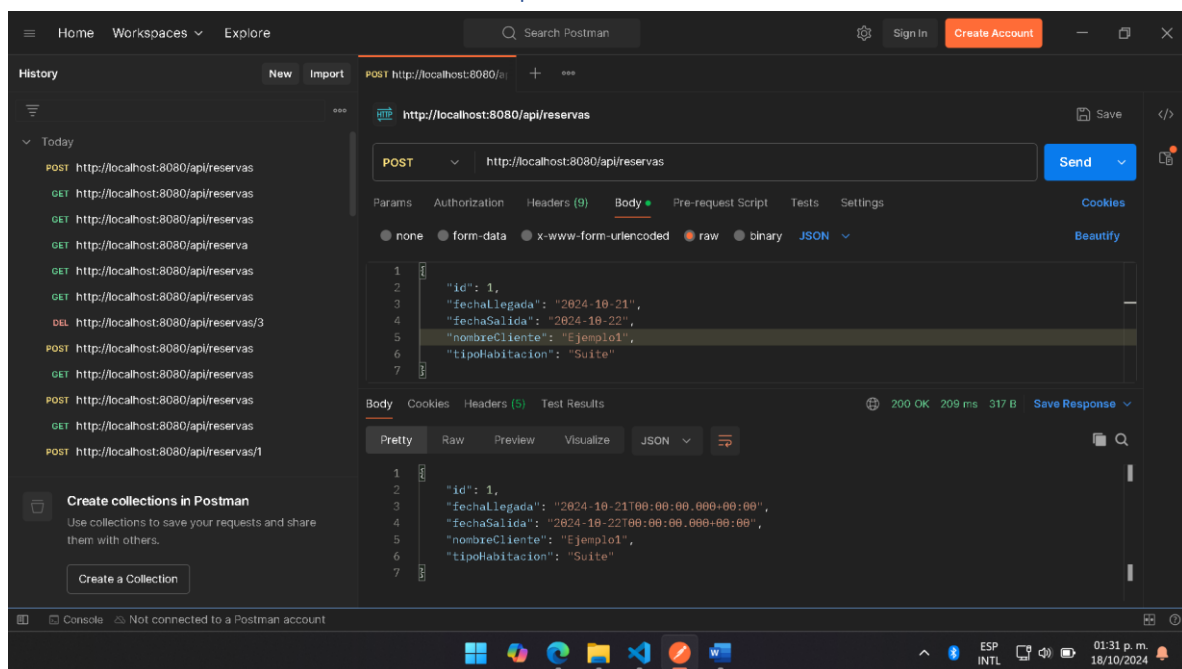 Home Workspaces Explore Search Postman Sign In Create Account
History New Import
POST http://localhost:8080/a
http://localhost:8080/api/reservas Save
Today
POST http://localhost:8080/api/reservas
GET http://localhost:8080/api/reservas
GET http://localhost:8080/api/reservas
GET http://localhost:8080/api/reserva
GET http://localhost:8080/api/reservas
GET http://localhost:8080/api/reservas
DEL http://localhost:8080/api/reservas/3
POST http://localhost:8080/api/reservas
GET http://localhost:8080/api/reservas
POST http://localhost:8080/api/reservas
GET http://localhost:8080/api/reservas
POST http://localhost:8080/api/reservas/1
Create collections in Postman
Use collections to save your requests and share
them with others.
Create a Collection
POST http://localhost:8080/api/reservas Send
Params Authorization Headers (9) Body Pre-request Script Tests Settings Cookies
none form-data x-www-form-urlencoded raw binary JSON Beautify
1 {
2 "id": 1,
3 "fechaLlegada": "2024-10-21",
4 "fechaSalida": "2024-10-22",
5 "nombreCliente": "Ejemplo1",
6 "tipoHabitacion": "Suite"
7 }
Body Cookies Headers (5) Test Results 200 OK 209 ms 317 B Save Response
Pretty Raw Preview Visualize JSON
1 {
2 "id": 1,
3 "fechaLlegada": "2024-10-21T00:00:00.000+00:00",
4 "fechaSalida": "2024-10-22T00:00:00.000+00:00",
5 "nombreCliente": "Ejemplo1",
6 "tipoHabitacion": "Suite"
7 }
Console Not connected to a Postman account
ESP
INTL
01:31 p. m.
18/10/2024